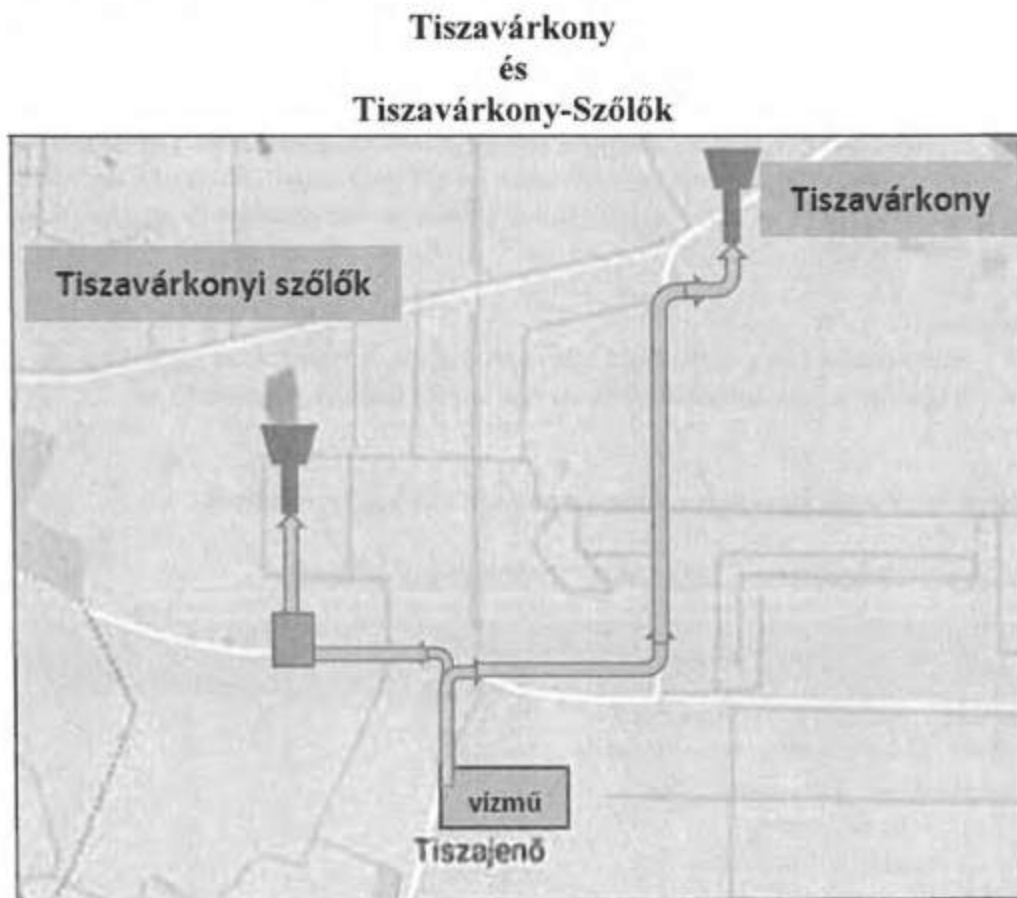 Tiszavárkony
és
Tiszavárkony-Szőlők
Tiszavárkony
Tiszavárkonyi szőlők
vízmű
Tiszajenő